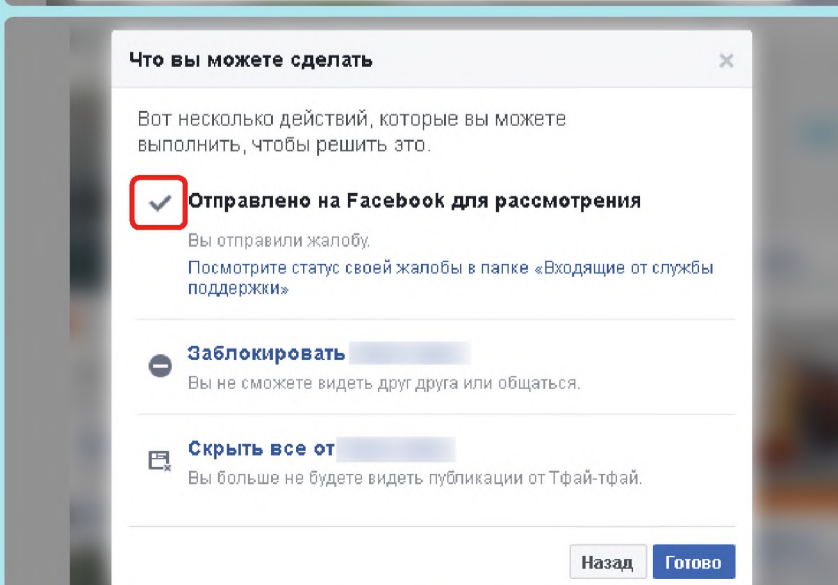 Что вы можете сделать
Вот несколько действий, которые вы можете
выполнить, чтобы решить это.
Отправлено на Facebook для рассмотрения
Вы отправили жалобу.
Посмотрите статус своей жалобы в папке «Входящие от службы
поддержки»
Заблокировать
Вы не сможете видеть друг друга или общаться.
Скрыть все от
Вы больше не будете видеть публикации от Тфай-тфай.
Назад
Готово